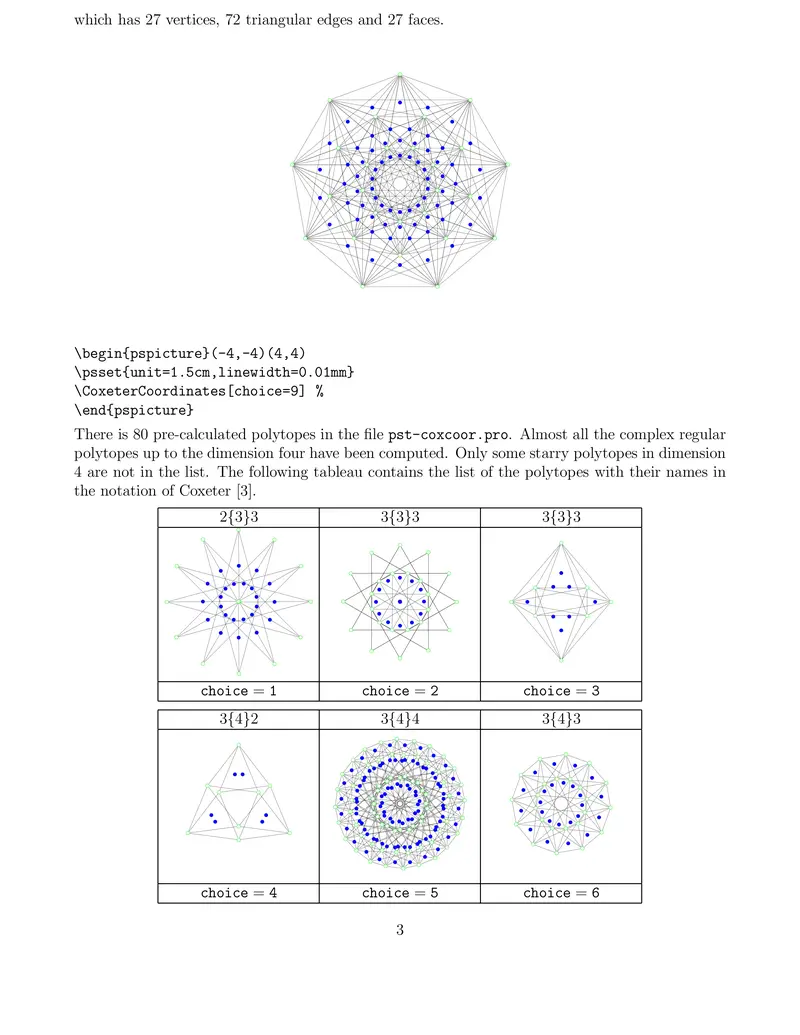 which has 27 vertices, 72 triangular edges and 27 faces.
\begin{pspicture}(-4,-4)(4,4)
\psset{unit=1.5cm,linewidth=0.01mm}
\CoxeterCoordinates[choice=9] %
\end{pspicture}
There is 80 pre-calculated polytopes in the file pst-coxcoor.pro. Almost all the complex regular
polytopes up to the dimension four have been computed. Only some starry polytopes in dimension
4 are not in the list. The following tableau contains the list of the polytopes with their names in
the notation of Coxeter [3].
2{3}3 3{3}3 3{3}3
choice = 1 choice = 2 choice = 3
3{4}2 3{4}4 3{4}3
choice = 4 choice = 5 choice = 6
3